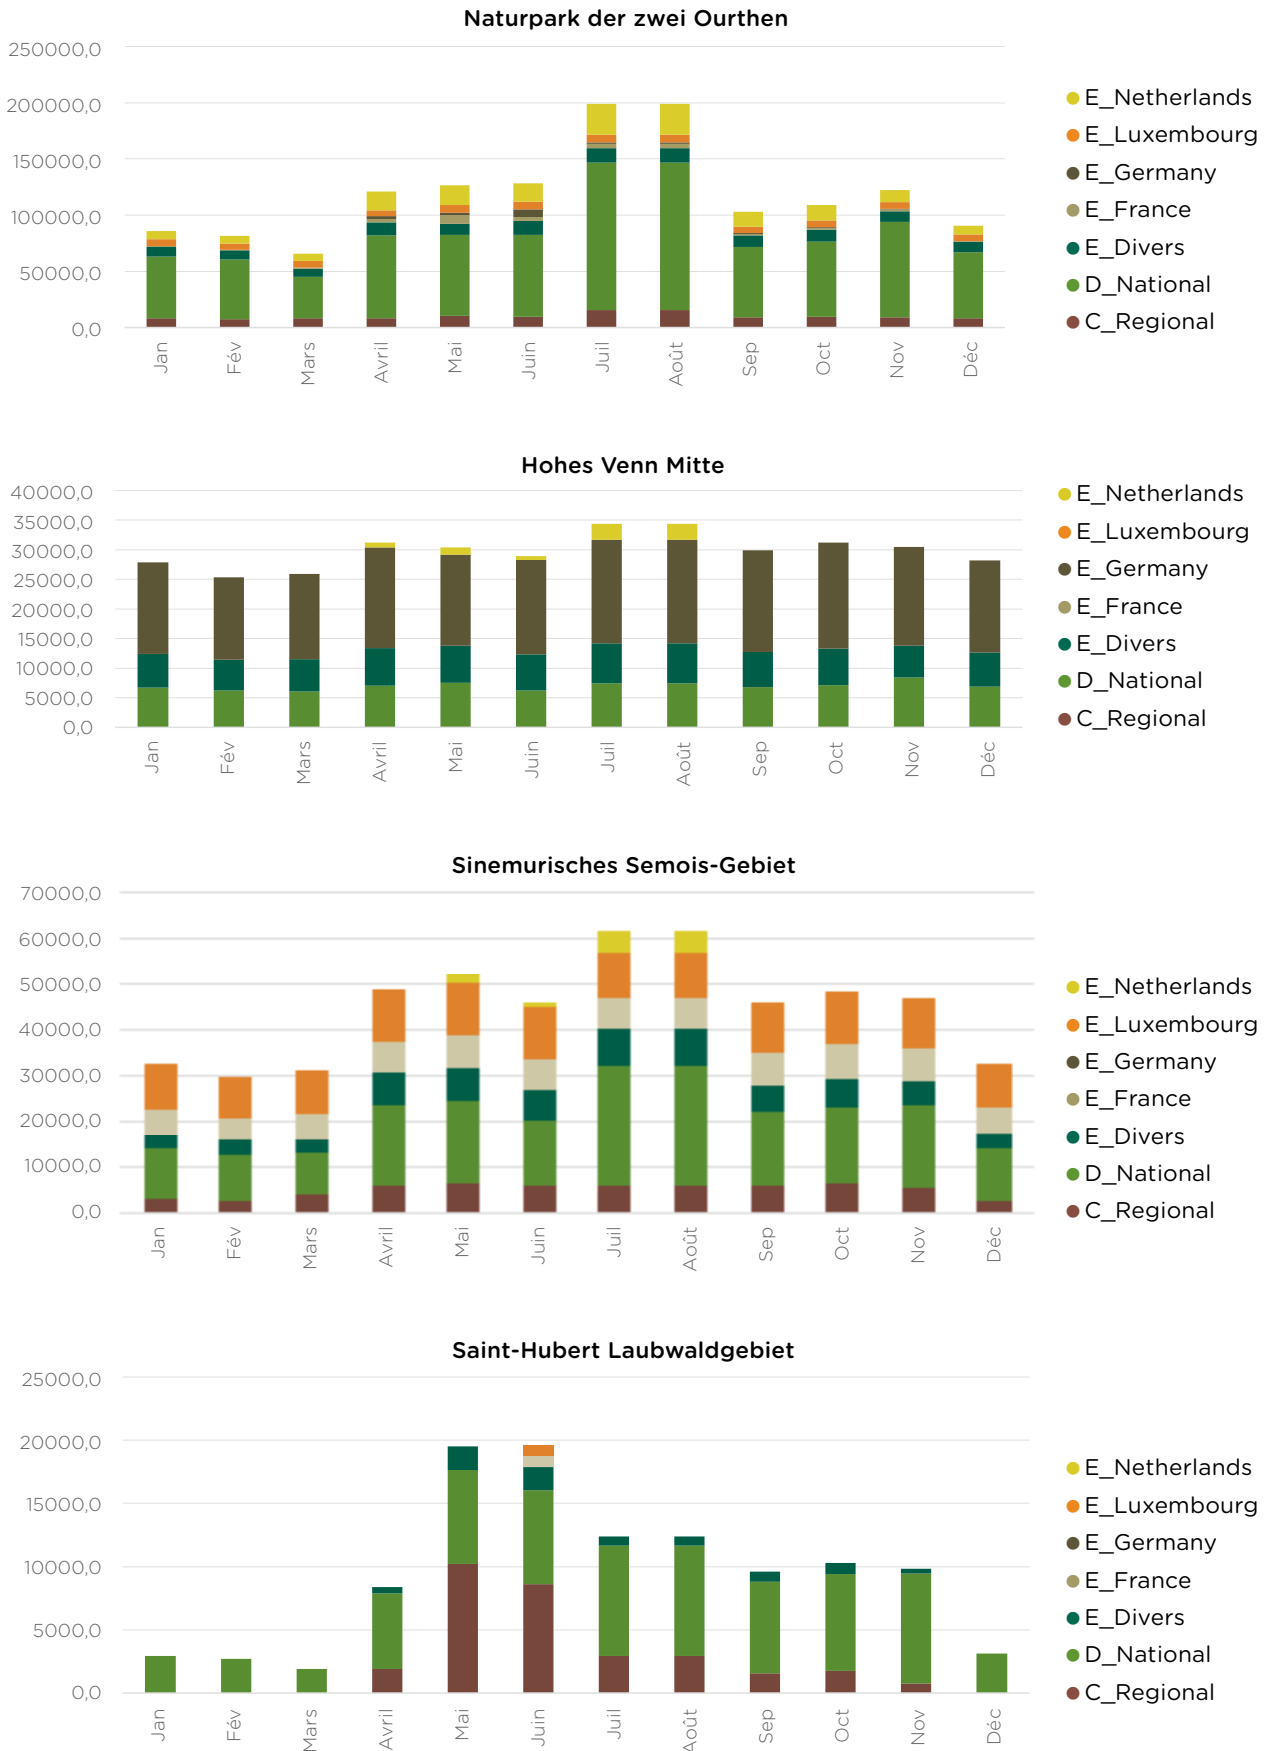 Naturpark der zwei Ourthen
250000,0
200000,0
150000,0
100000,0
50000,0
0,0
Jan
Fév
Mars
Avril
Mai
Juin
Juil
Août
Sep
Oct
Nov
Déc
E_Netherlands
E_Luxembourg
E_Germany
E_France
E_Divers
D_National
C_Regional
Hohes Venn Mitte
40000,0
35000,0
30000,0
25000,0
20000,0
15000,0
10000,0
5000,0
0,0
Jan
Fév
Mars
Avril
Mai
Juin
Juil
Août
Sep
Oct
Nov
Déc
E_Netherlands
E_Luxembourg
E_Germany
E_France
E_Divers
D_National
C_Regional
Sinemurisches Semois-Gebiet
70000,0
60000,0
50000,0
40000,0
30000,0
20000,0
10000,0
0,0
Jan
Fév
Mars
Avril
Mai
Juin
Juil
Août
Sep
Oct
Nov
Déc
E_Netherlands
E_Luxembourg
E_Germany
E_France
E_Divers
D_National
C_Regional
Saint-Hubert Laubwaldgebiet
25000,0
20000,0
15000,0
10000,0
5000,0
0,0
Jan
Fév
Mars
Avril
Mai
Juin
Juil
Août
Sep
Oct
Nov
Déc
E_Netherlands
E_Luxembourg
E_Germany
E_France
E_Divers
D_National
C_Regional